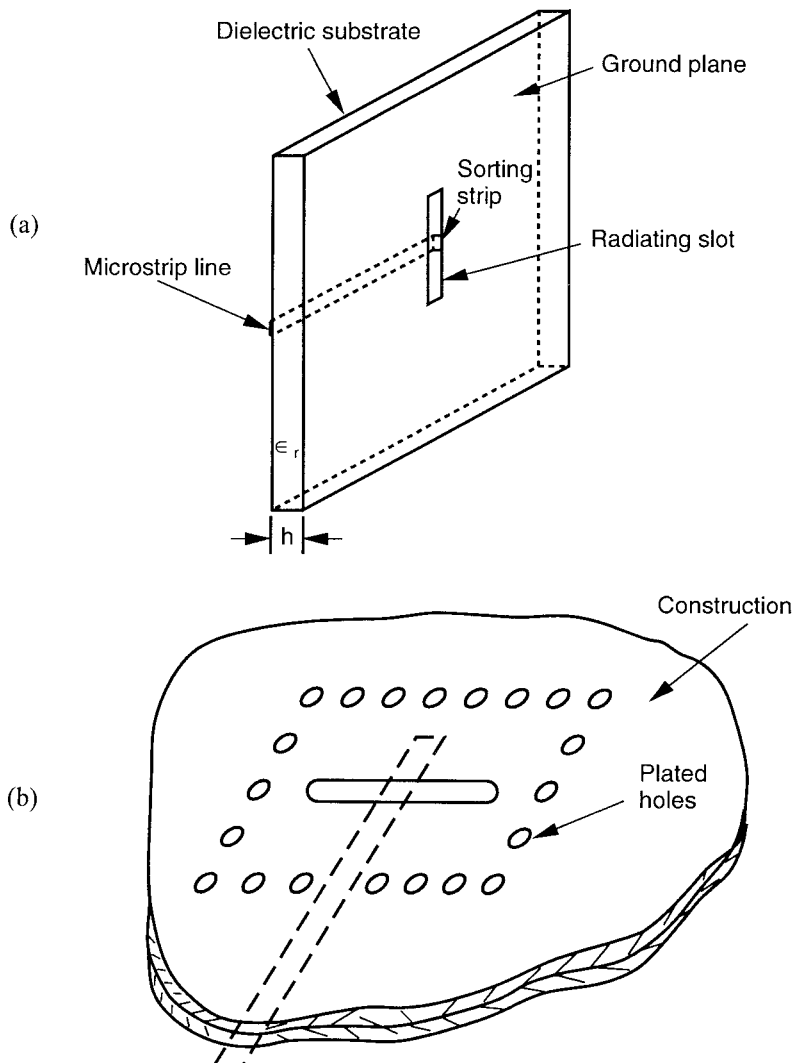 Dielectric substrate
Ground plane
Sorting
strip
(a)
Radiating slot
Microstrip line
∈ r
h
Construction
Plated
holes
(b)